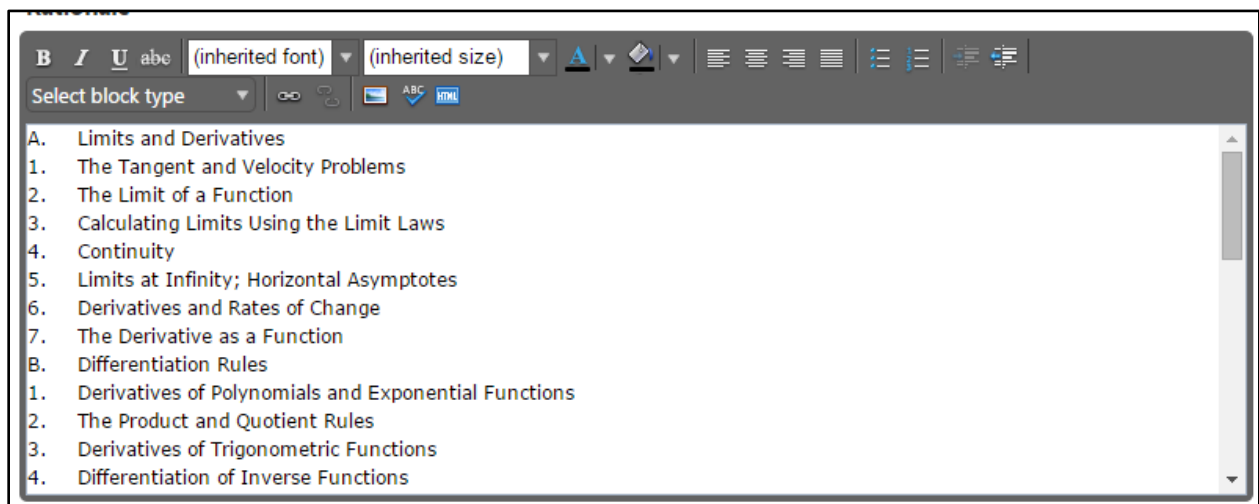 B I U abc (inherited font) (inherited size) A
Select block type ABC HTML
A. Limits and Derivatives
1. The Tangent and Velocity Problems
2. The Limit of a Function
3. Calculating Limits Using the Limit Laws
4. Continuity
5. Limits at Infinity; Horizontal Asymptotes
6. Derivatives and Rates of Change
7. The Derivative as a Function
B. Differentiation Rules
1. Derivatives of Polynomials and Exponential Functions
2. The Product and Quotient Rules
3. Derivatives of Trigonometric Functions
4. Differentiation of Inverse Functions